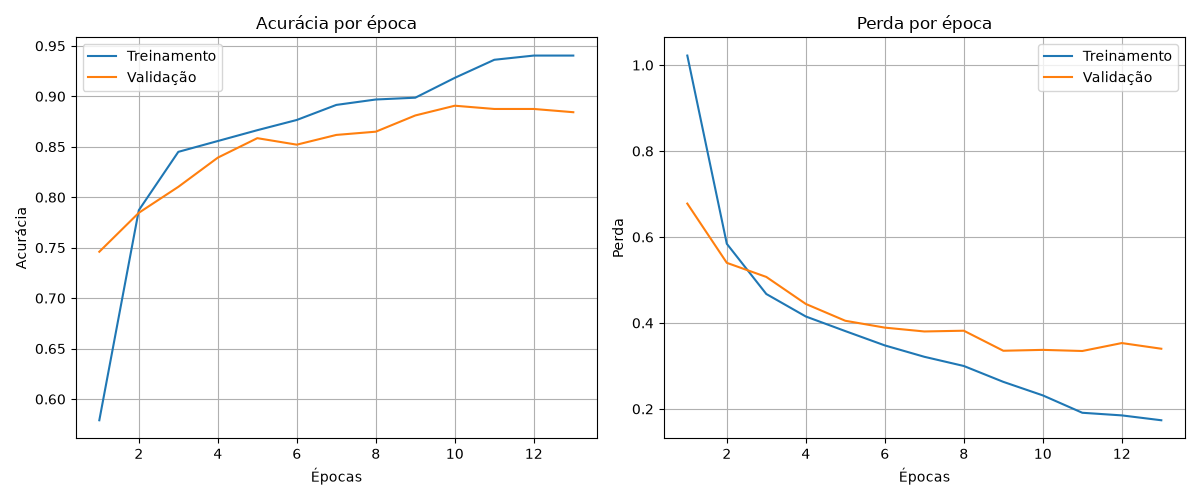 Acurácia por época
Treinamento
Validação
0.95
0.90
0.85
0.80
0.75
0.70
0.65
0.60
Acurácia
2 4 6 8 10 12
Épocas
Perda por época
Treinamento
Validação
1.0
0.8
0.6
0.4
0.2
Perda
2 4 6 8 10 12
Épocas